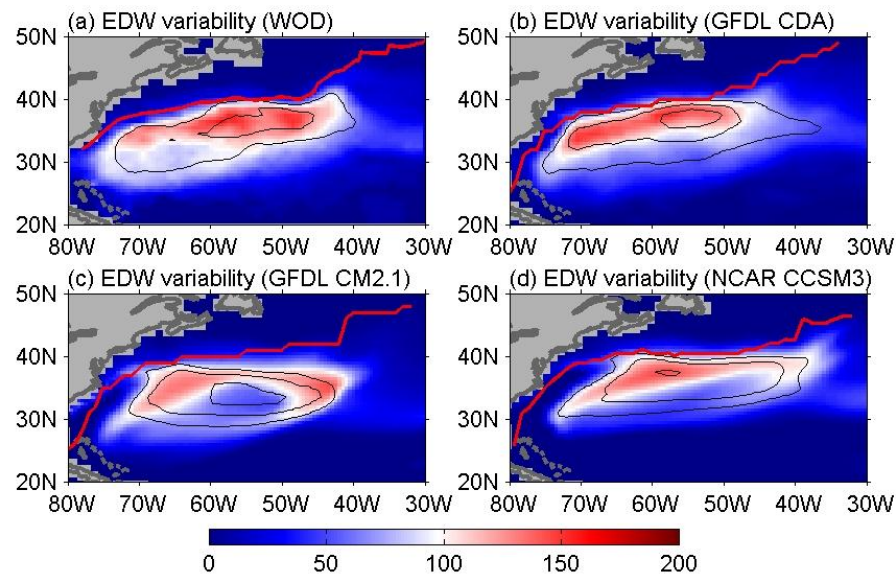 (a) EDW variability (WOD)
(b) EDW variability (GFDL CDA)
50N
50N
40N
40N
30N
30N
20N
20N
80W 70W 60W 50W 40W 30W
80W 70W 60W 50W 40W 30W
(c) EDW variability (GFDL CM2.1)
(d) EDW variability (NCAR CCSM3)
50N
50N
40N
40N
30N
30N
20N
20N
80W 70W 60W 50W 40W 30W
80W 70W 60W 50W 40W 30W
0 50 100 150 200